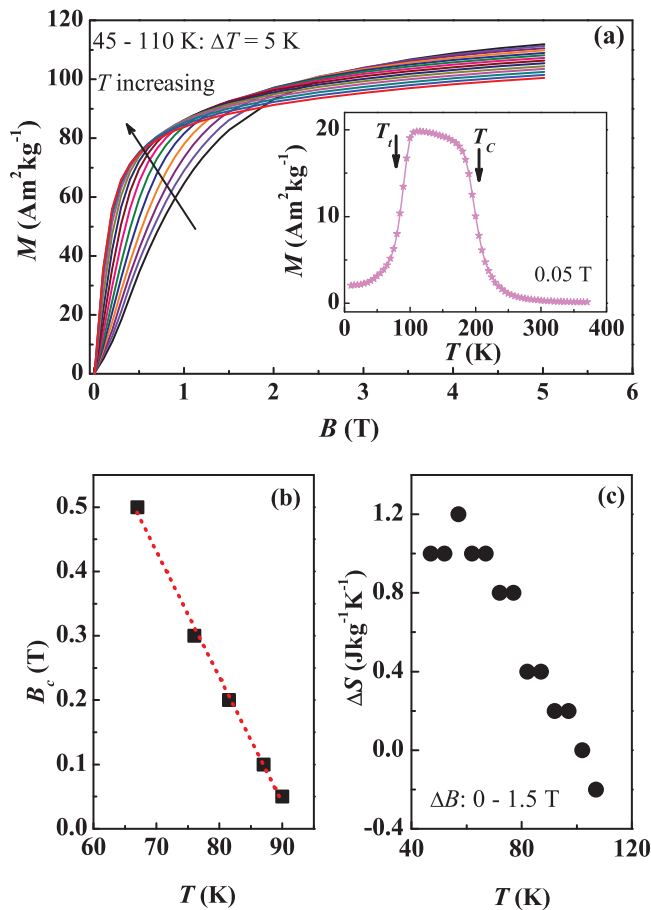 120
100
80
60
40
20
0
M (Am²kg⁻¹)
45 - 110 K: ΔT = 5 K
T increasing
(a)
20
10
0
M (Am²kg⁻¹)
T_t
T_C
0.05 T
0 100 200 300 400
T (K)
0 1 2 3 4 5 6
B (T)
(b)
0.5
0.4
0.3
0.2
0.1
0.0
B_c (T)
60 70 80 90
T (K)
(c)
1.2
0.8
0.4
0.0
-0.4
ΔS (Jkg⁻¹K⁻¹)
ΔB: 0 - 1.5 T
40 80 120
T (K)